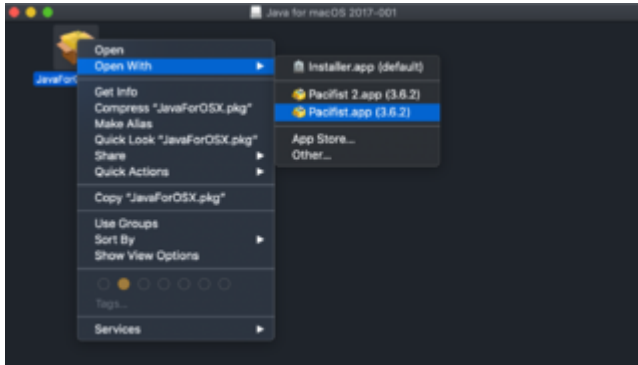 Java for macOS 2017-001
Open
Open With
Installer.app (default)
JavaForO
Get Info
Pacifist 2.app (3.6.2)
Compress "JavaForOSX.pkg"
Pacifist.app (3.6.2)
Make Alias
Quick Look "JavaForOSX.pkg"
App Store...
Share
Other...
Quick Actions
Copy "JavaForOSX.pkg"
Use Groups
Sort By
Show View Options
Tags...
Services